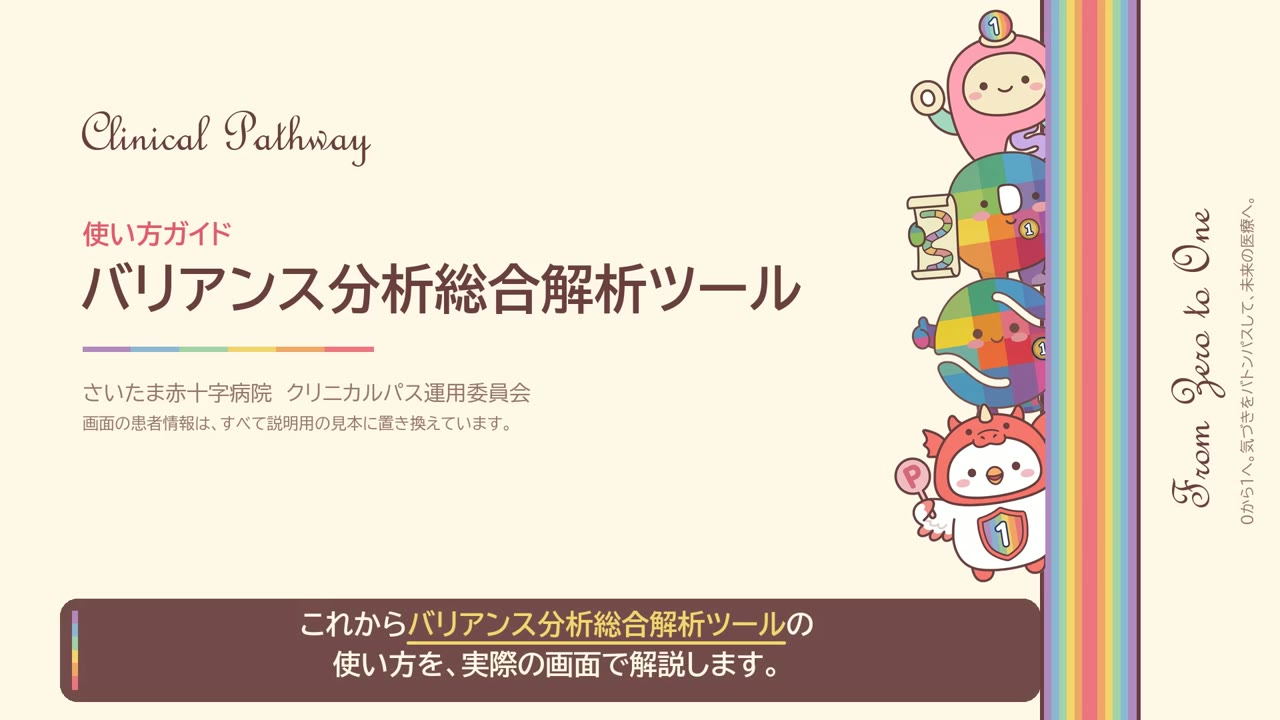 Clinical Pathway
使い方ガイド
バリアンス分析総合解析ツール
さいたま赤十字病院 クリニカルパス運用委員会
画面の患者情報は、すべて説明用の見本に置き換えています。
これからバリアンス分析総合解析ツールの
使い方を、実際の画面で解説します。
1
1
1
P
1
From Zero to One
0から1へ。気づきをバトンパスして、未来の医療へ。